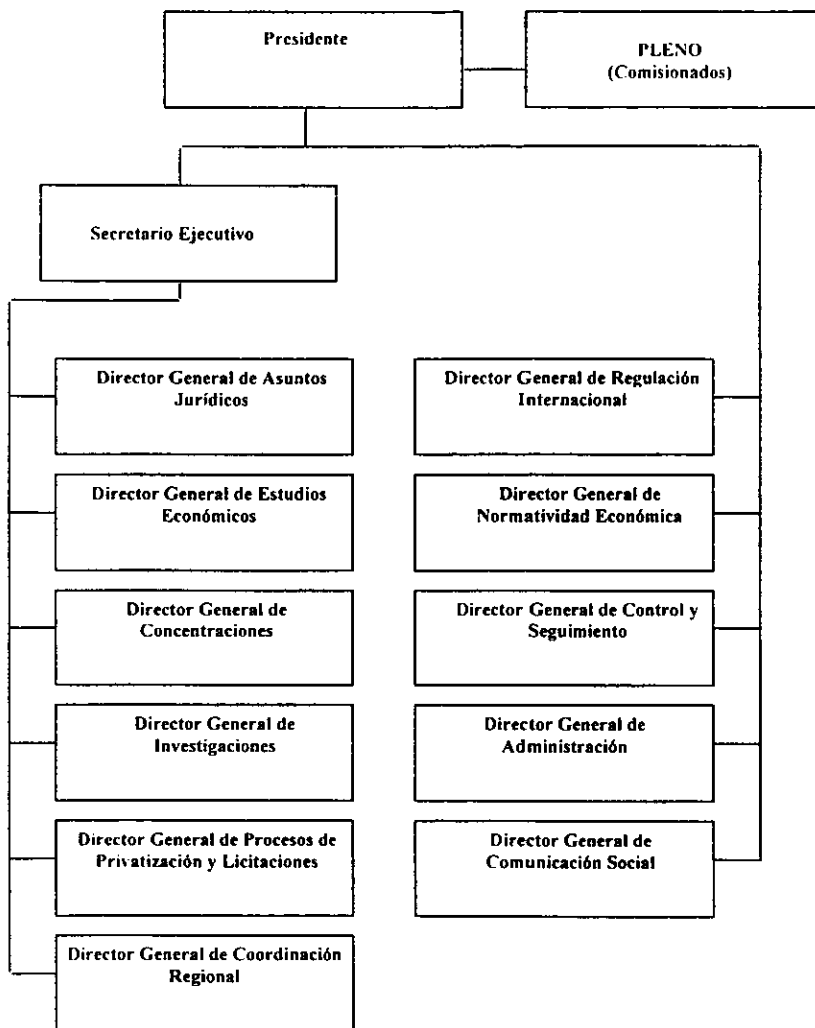 Presidente
PLENO
(Comisionados)
Secretario Ejecutivo
Director General de Asuntos
Jurídicos
Director General de Regulación
Internacional
Director General de Estudios
Económicos
Director General de
Normatividad Económica
Director General de
Concentraciones
Director General de Control y
Seguimiento
Director General de
Investigaciones
Director General de
Administración
Director General de Procesos de
Privatización y Licitaciones
Director General de
Comunicación Social
Director General de Coordinación
Regional